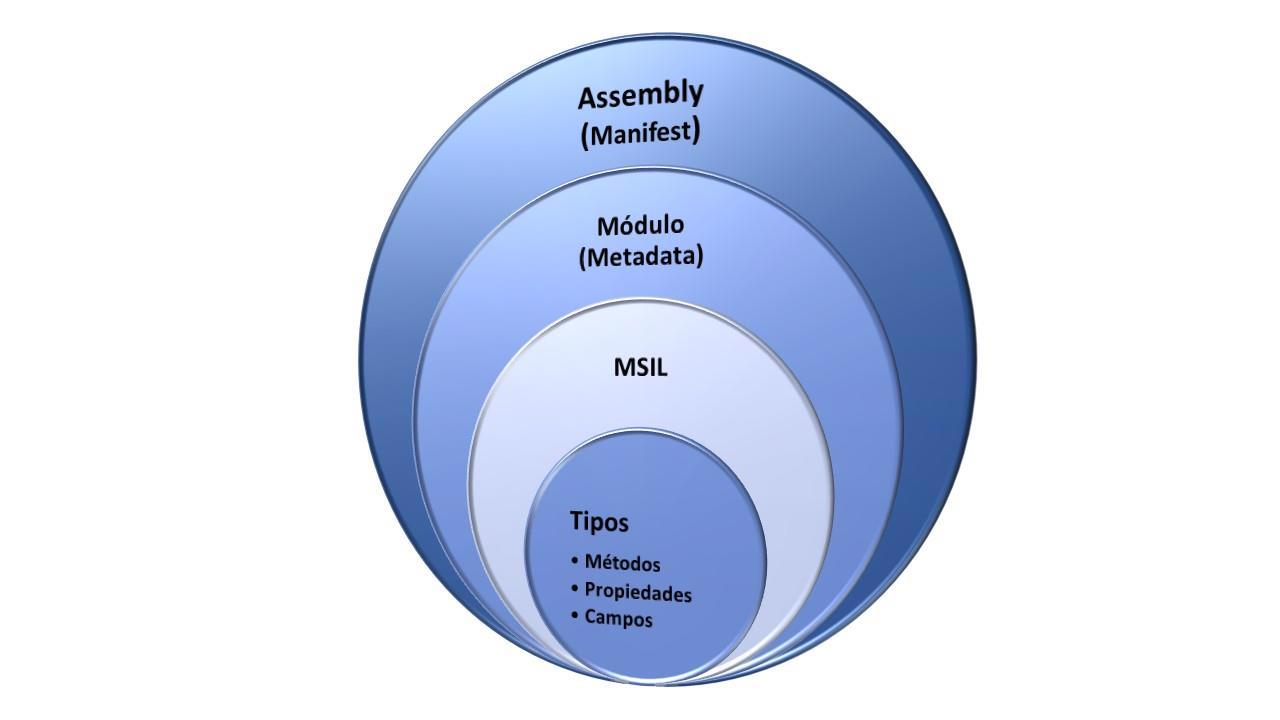 Assembly
(Manifest)
Módulo
(Metadata)
MSIL
Tipos
• Métodos
• Propiedades
• Campos